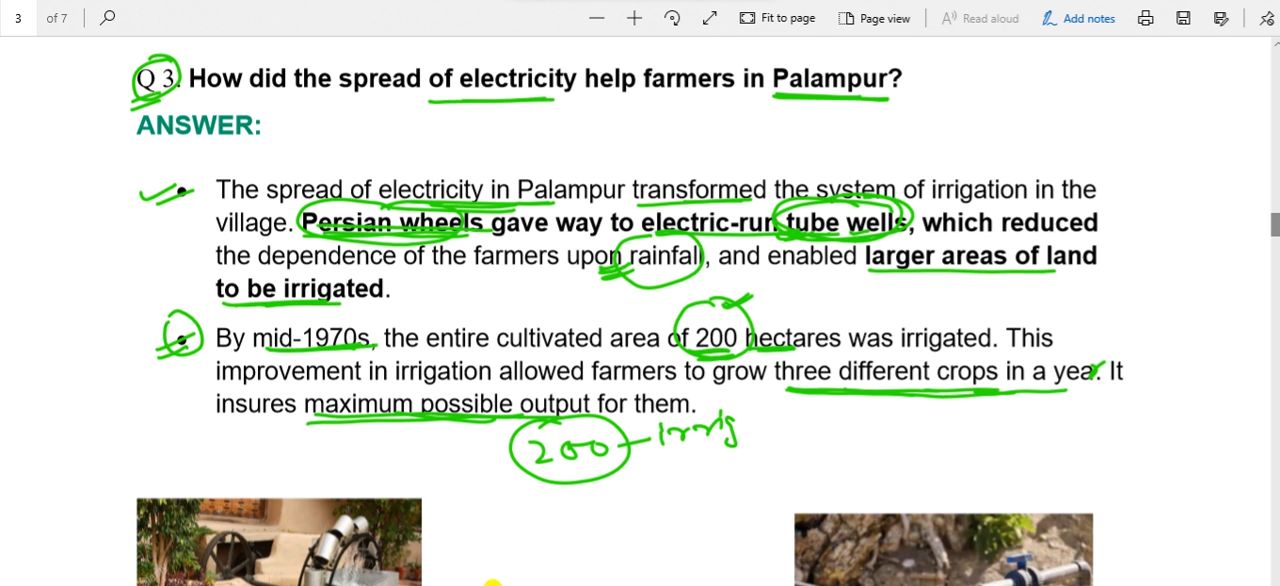 3 of 7 Fit to page Page view Read aloud Add notes
Q 3. How did the spread of electricity help farmers in Palampur?
ANSWER:
• The spread of electricity in Palampur transformed the system of irrigation in the
village. Persian wheels gave way to electric-run tube wells, which reduced
the dependence of the farmers upon rainfall, and enabled larger areas of land
to be irrigated.
• By mid-1970s, the entire cultivated area of 200 hectares was irrigated. This
improvement in irrigation allowed farmers to grow three different crops in a year. It
insures maximum possible output for them.
200 - Irrig